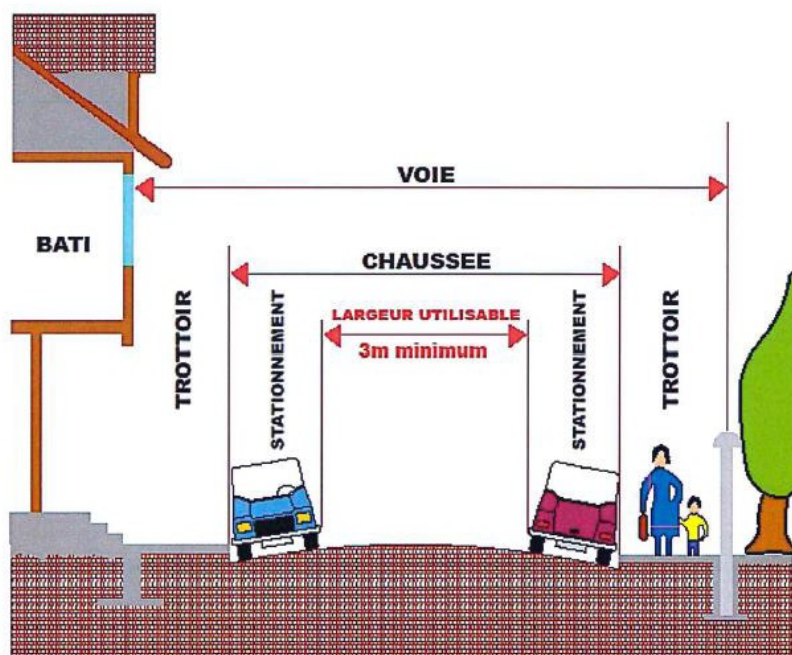 VOIE
BATI
CHAUSSEE
TROTTOIR
STATIONNEMENT
LARGEUR UTILISABLE
3m minimum
STATIONNEMENT
TROTTOIR